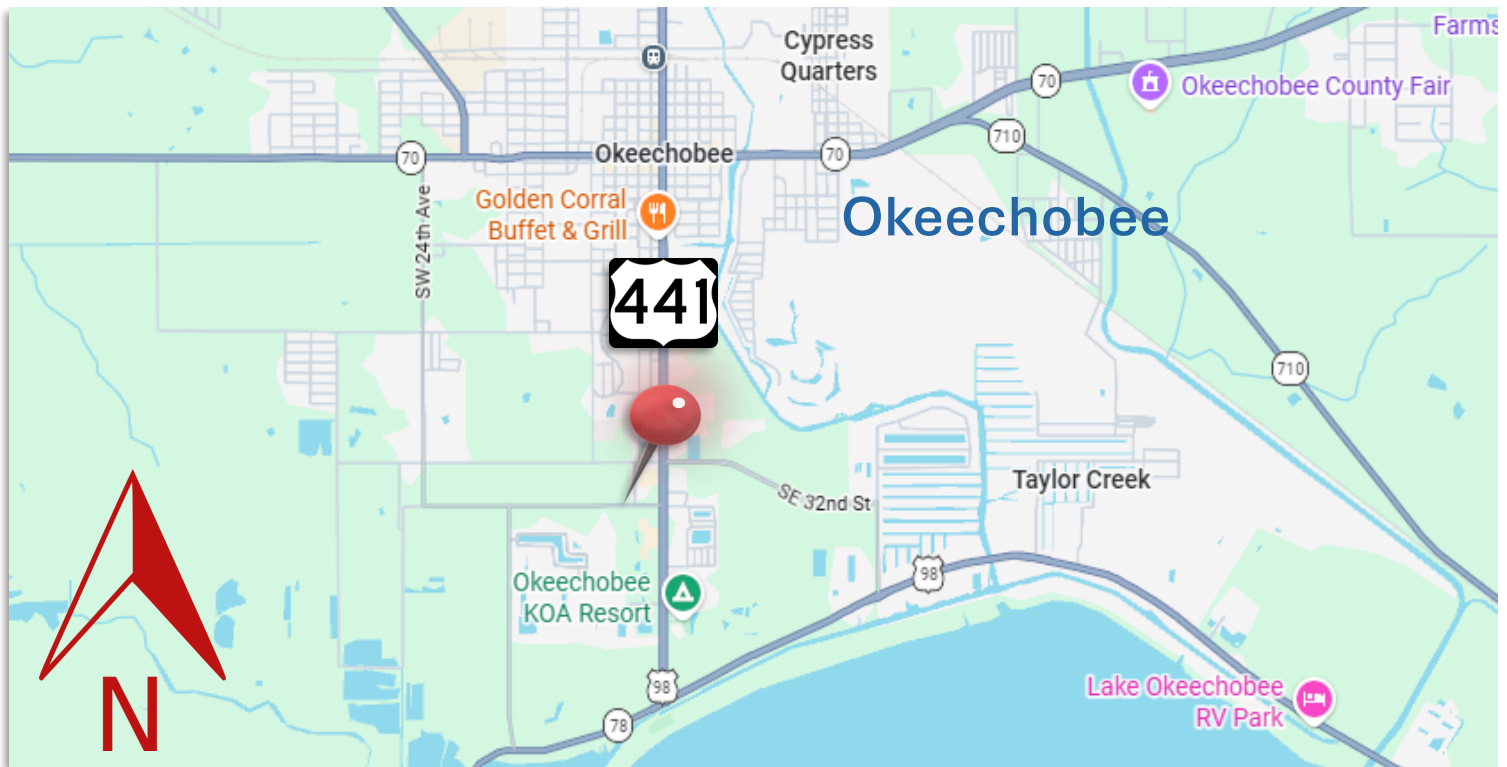 Farms
Cypress
Quarters
70
Okeechobee County Fair
710
70
Okeechobee
70
SW 24th Ave
Golden Corral
Buffet & Grill
Okeechobee
441
710
Taylor Creek
SE 32nd St
98
Okeechobee
KOA Resort
98
Lake Okeechobee
RV Park
78
N